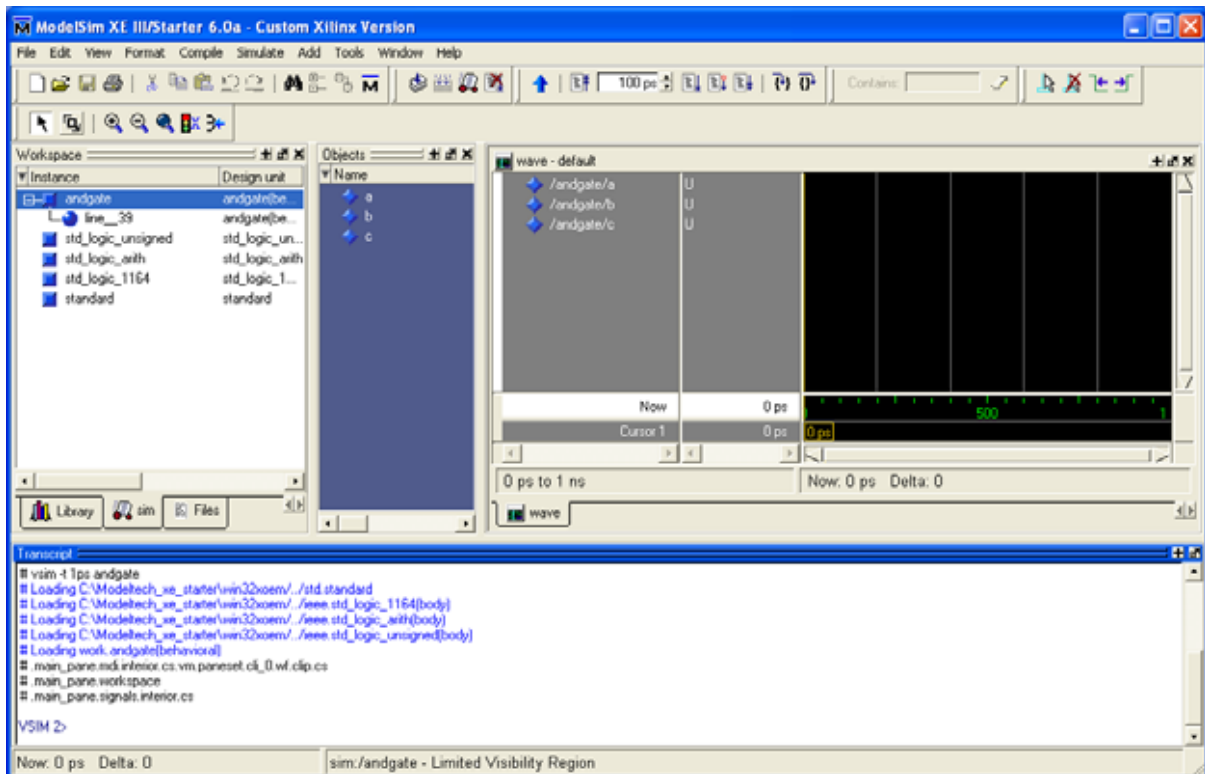 ModelSim XE III/Starter 6.0a - Custom Xilinx Version
File Edit View Format Compile Simulate Add Tools Window Help
100 ps
Contains:
Workspace
Instance Design unit
andgate andgate(be...
line__39 andgate(be...
std_logic_unsigned std_logic_un...
std_logic_arith std_logic_arith
std_logic_1164 std_logic_1...
standard standard
Library sim Files
Objects
Name
a
b
c
wave - default
/andgate/a U
/andgate/b U
/andgate/c U
Now 0 ps
500 1
Cursor 1 0 ps 0 ps
0 ps to 1 ns Now: 0 ps Delta: 0
wave
Transcript
# vsim -t 1ps andgate
# Loading C:\Modeltech_xe_starter\win32xoem/../std.standard
# Loading C:\Modeltech_xe_starter\win32xoem/../ieee.std_logic_1164(body)
# Loading C:\Modeltech_xe_starter\win32xoem/../ieee.std_logic_arith(body)
# Loading C:\Modeltech_xe_starter\win32xoem/../ieee.std_logic_unsigned(body)
# Loading work.andgate(behavioral)
# .main_pane.mdi.interior.cs.vm.paneset.cli_0.wf.clip.cs
# .main_pane.workspace
# .main_pane.signals.interior.cs
VSIM 2>
Now: 0 ps Delta: 0 sim:/andgate - Limited Visibility Region